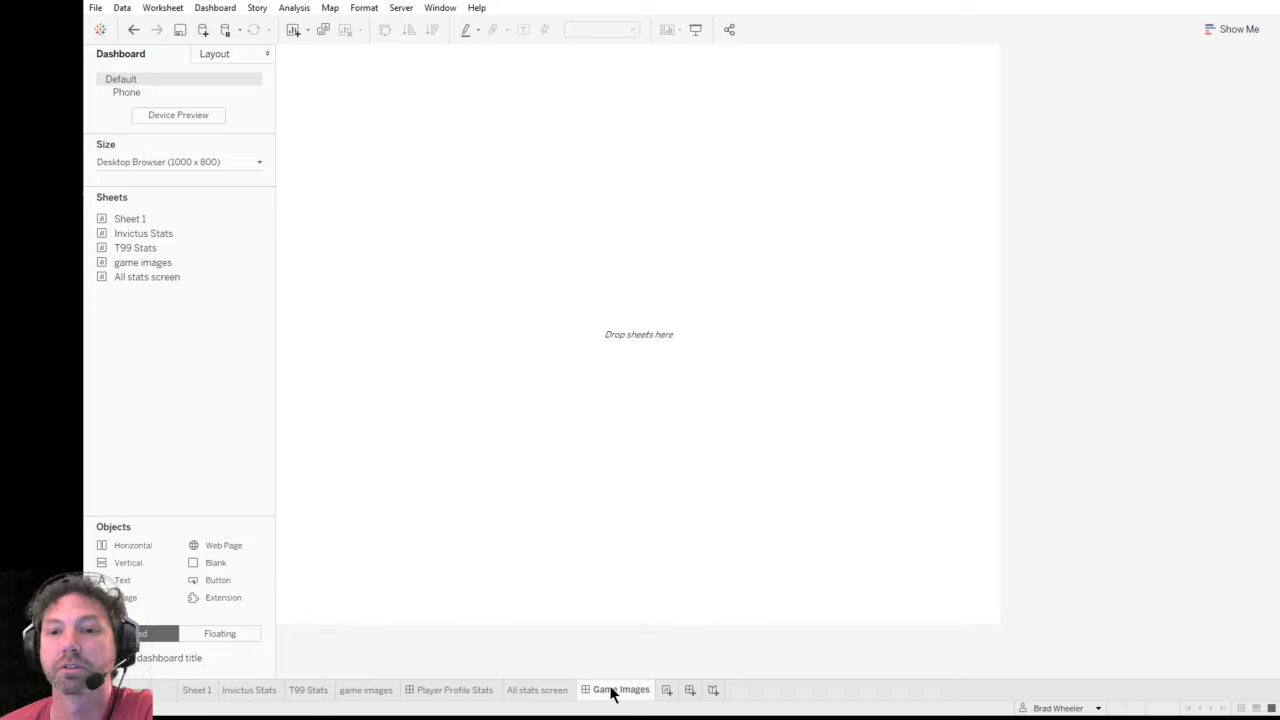 File Data Worksheet Dashboard Story Analysis Map Format Server Window Help
Show Me
Dashboard Layout
Default
Phone
Device Preview
Size
Desktop Browser (1000 x 800)
Sheets
Sheet 1
Invictus Stats
T99 Stats
game images
All stats screen
Drop sheets here
Objects
Horizontal Web Page
Vertical Blank
Text Button
Extension
Floating
dashboard title
Sheet 1 Invictus Stats T99 Stats game images Player Profile Stats All stats screen Game Images
Brad Wheeler